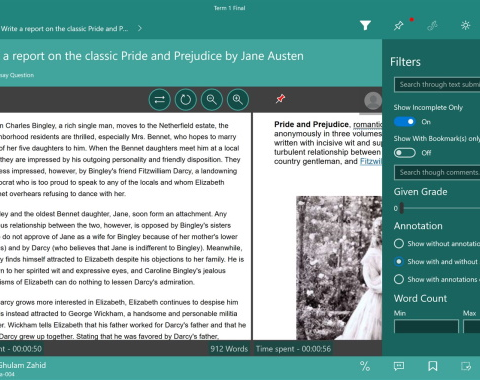 Term 1 Final
Write a report on the classic Pride and P...
a report on the classic Pride and Prejudice by Jane Austen
say Question
Filters
Search through text submi
Show Incomplete Only
On
Show With Bookmark(s) only
Off
Search though comments.
Given Grade
0
Annotation
Show without annotatio
Show with and without
Show with annotations
Word Count
Min Max
n Charles Bingley, a rich single man, moves to the Netherfield estate, the
hborhood residents are thrilled, especially Mrs. Bennet, who hopes to marry
of her five daughters to him. When the Bennet daughters meet him at a local
they are impressed by his outgoing personality and friendly disposition. They
ess impressed, however, by Bingley's friend Fitzwilliam Darcy, a landowning
ocrat who is too proud to speak to any of the locals and whom Elizabeth
net overhears refusing to dance with her.
ley and the oldest Bennet daughter, Jane, soon form an attachment. Any
us relationship between the two, however, is opposed by Bingley's sisters
do not approve of Jane as a wife for Bingley because of her mother's lower
s) and by Darcy (who believes that Jane is indifferent to Bingley). Meanwhile,
y finds himself attracted to Elizabeth despite his objections to her family. He is
n to her spirited wit and expressive eyes, and Caroline Bingley's jealous
isms of Elizabeth can do nothing to lessen Darcy's admiration.
arcy grows more interested in Elizabeth, Elizabeth continues to despise him
s instead attracted to George Wickham, a handsome and personable militia
er. Wickham tells Elizabeth that his father worked for Darcy's father and that he
Darcy grew up together. Stating that he was favored by Darcy's father,
Pride and Prejudice, romantic
anonymously in three volumes
written with incisive wit and sup
turbulent relationship between
country gentleman, and Fitzwil
nt - 00:00:50
912 Words
Time spent - 00:00:56
Ghulam Zahid
s-004